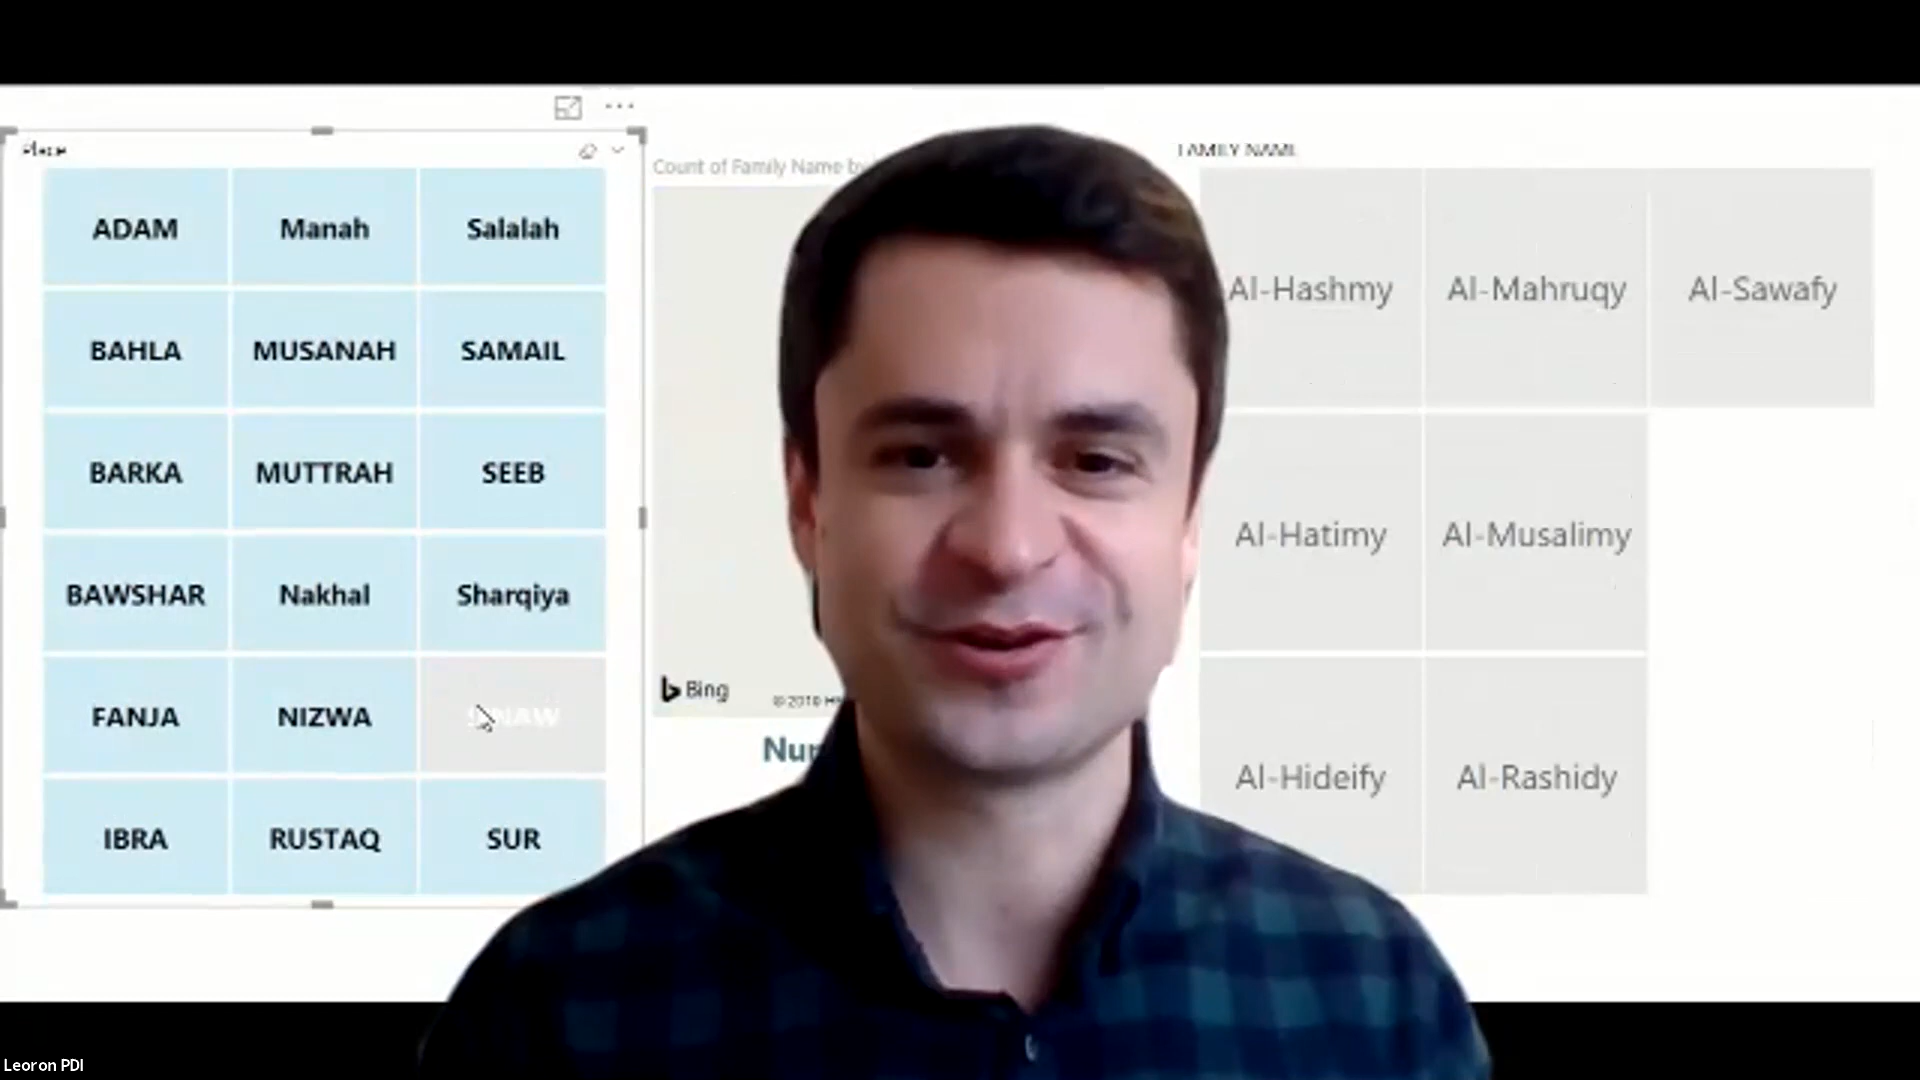 Place
ADAM Manah Salalah
BAHLA MUSANAH SAMAIL
BARKA MUTTRAH SEEB
BAWSHAR Nakhal Sharqiya
FANJA NIZWA
IBRA RUSTAQ SUR
Count of Family Name by
Bing
© 2019
FAMILY NAME
Al-Hashmy Al-Mahruqy Al-Sawafy
Al-Hatimy Al-Musalimy
Al-Hideify Al-Rashidy
Leoron PDI